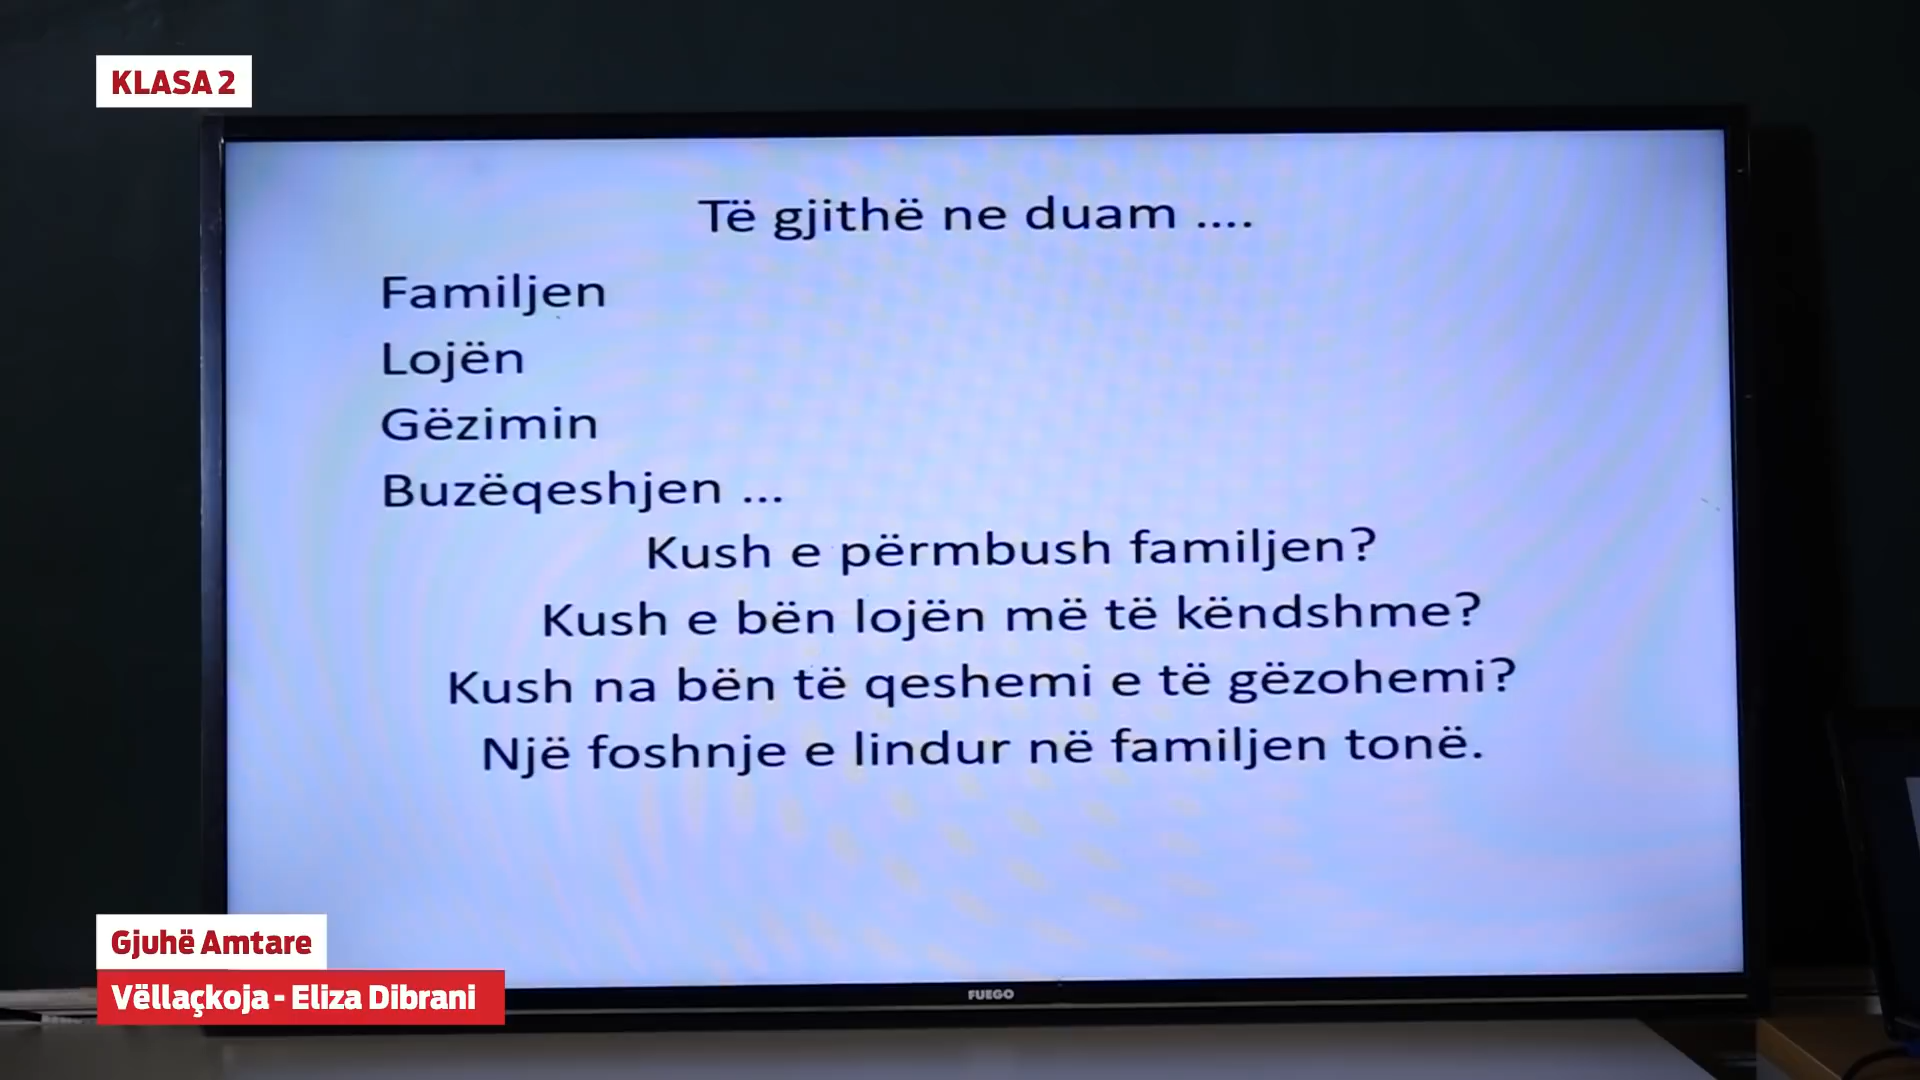 KLASA 2
Të gjithë ne duam ....
Familjen
Lojën
Gëzimin
Buzëqeshjen ...
Kush e përmbush familjen?
Kush e bën lojën më të këndshme?
Kush na bën të qeshemi e të gëzohemi?
Një foshnje e lindur në familjen tonë.
FUEGO
Gjuhë Amtare
Vëllaçkoja - Eliza Dibrani